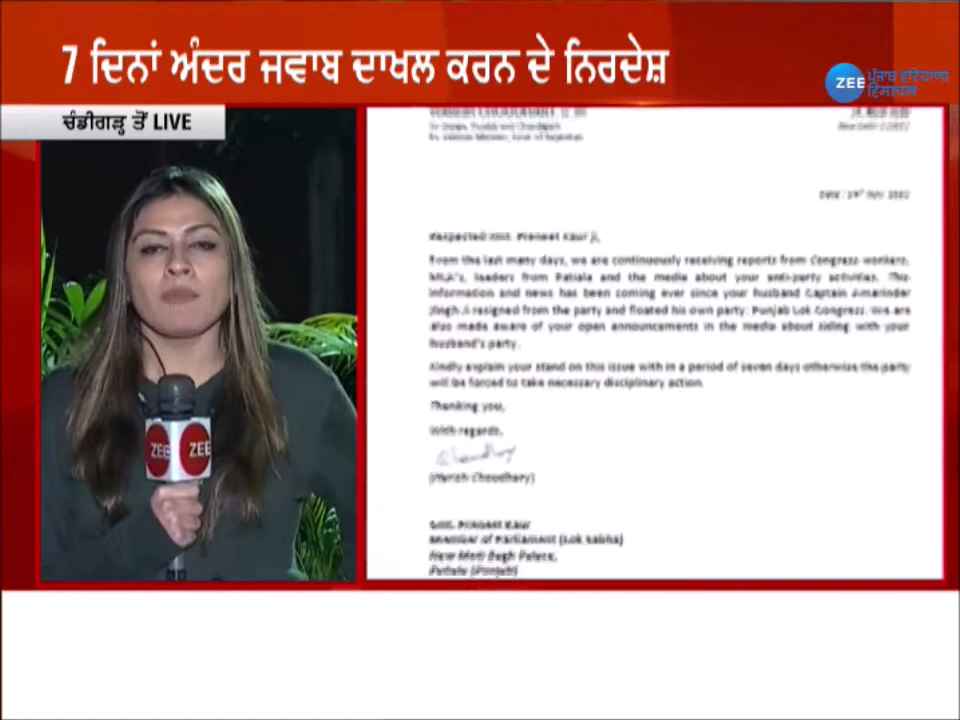 7 ਦਿਨਾਂ ਅੰਦਰ ਜਵਾਬ ਦਾਖਲ ਕਰਨ ਦੇ ਨਿਰਦੇਸ਼
ZEE ਪੰਜਾਬ ਹਰਿਆਣਾ
ਹਿਮਾਚਲ
ਚੰਡੀਗੜ੍ਹ ਤੋਂ LIVE
Respected Smt. Preneet Kaur ji,
From the last many days, we are continuously receiving reports from Congress workers,
MLA's, leaders from Patiala and the media about your anti-party activities. This
information and news has been coming ever since your husband Captain Amarinder
Singh Ji resigned from the party and floated his own party: Punjab Lok Congress. We are
also made aware of your open announcements in the media about siding with your
husband's party.
Kindly explain your stand on this issue with in a period of seven days otherwise the party
will be forced to take necessary disciplinary action.
Thanking you,
With regards,
(Harish Choudhary)
Smt. Preneet Kaur
Member of Parliament (Lok Sabha)
New Moti Bagh Palace,
Patiala (Punjab)
ZEE ZEE